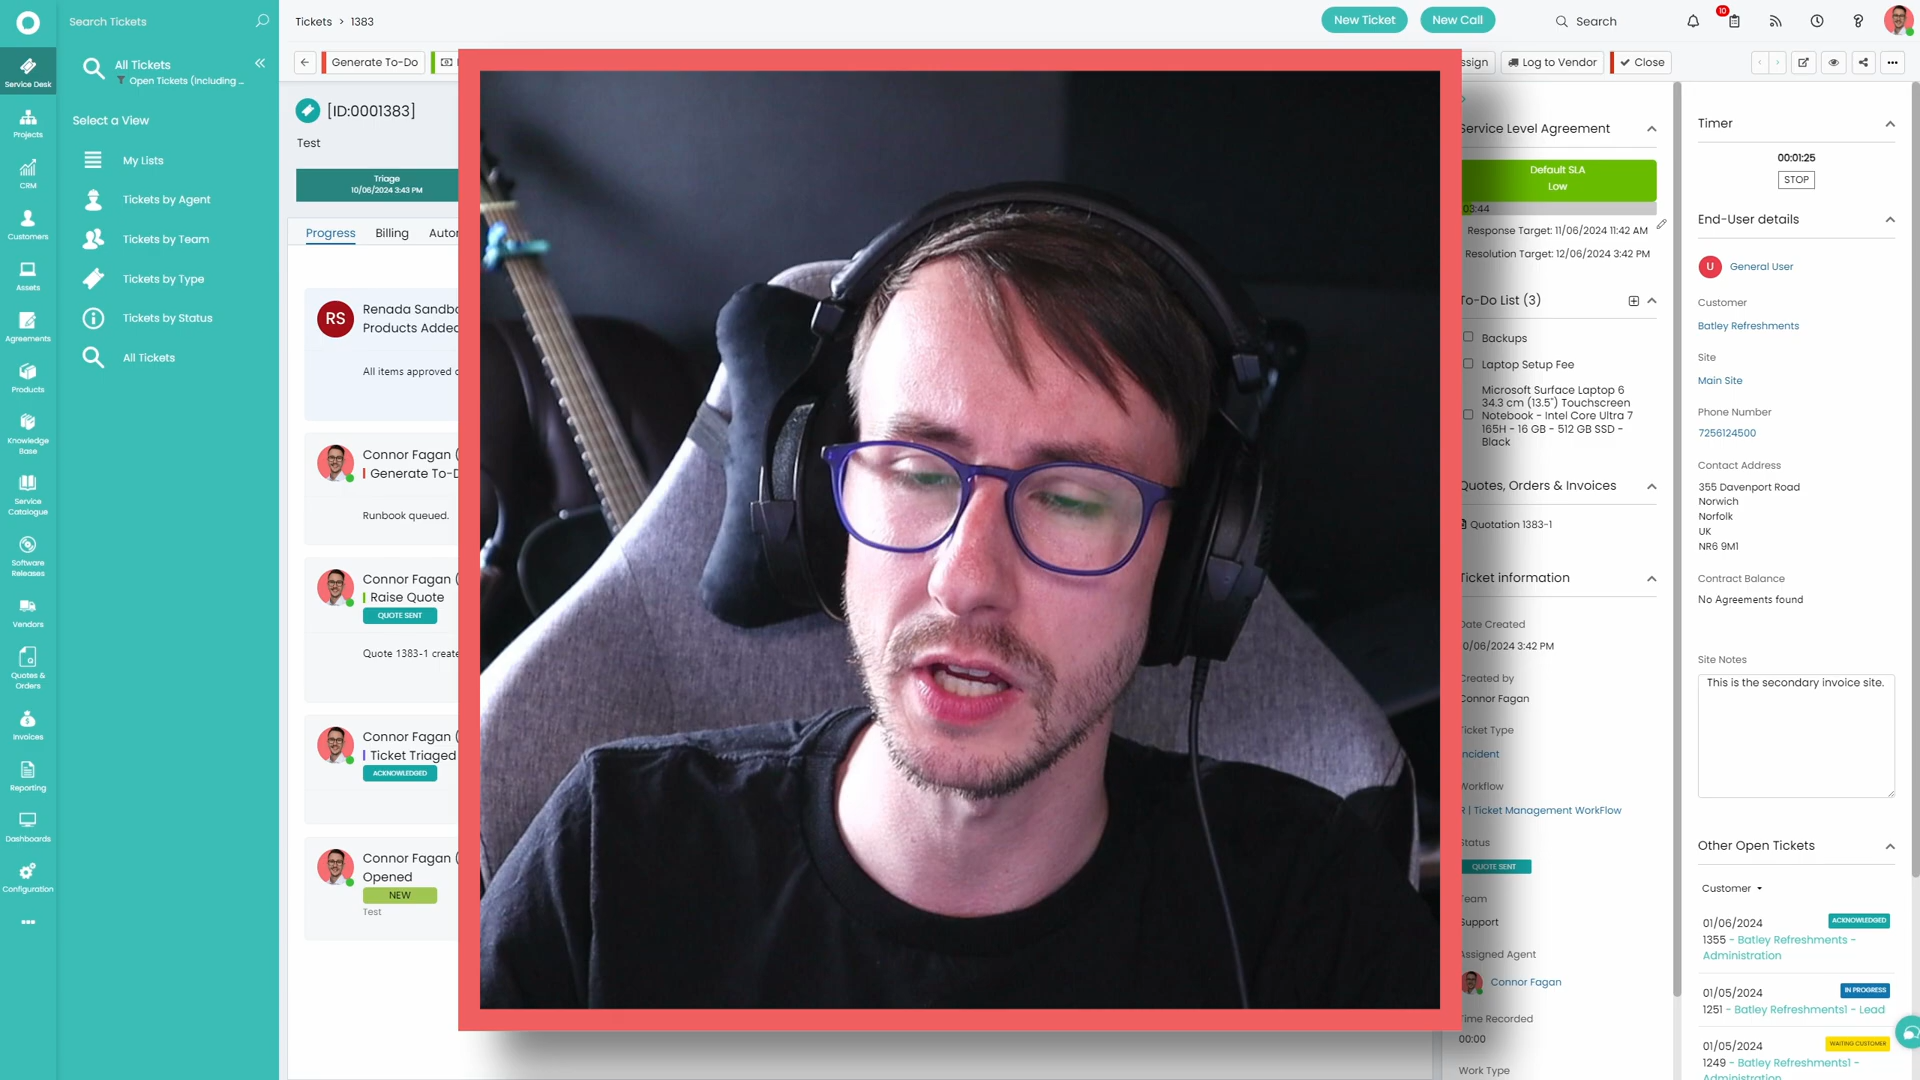 Search Tickets
Tickets > 1383
New Ticket
New Call
10
Search
All Tickets
Open Tickets (Including ...
Service Desk
Projects
CRM
Customers
Assets
Agreements
Products
Knowledge
Base
Service
Catalogue
Software
Releases
Vendors
Quotes &
Orders
Invoices
Reporting
Dashboards
Configuration
Select a View
My Lists
Tickets by Agent
Tickets by Team
Tickets by Type
Tickets by Status
All Tickets
Generate To-Do
Log to Vendor
Close
[ID:0001383]
Test
Triage
10/06/2024 3:43 PM
Progress
Billing
RS
Products Added
All items approved
Connor Fagan
Runbook queued.
Connor Fagan
Raise Quote
QUOTE SENT
Quote 1383-1
Connor Fagan
Ticket Triaged
ACKNOWLEDGED
Connor Fagan
Opened
NEW
Test
Service Level Agreement
Default SLA
Low
03:44
Response Target: 11/06/2024 11:42 AM
Resolution Target: 12/06/2024 3:42 PM
To-Do List (3)
Backups
Laptop Setup Fee
Microsoft Surface Laptop 6
34.3 cm (13.5") Touchscreen
Notebook - Intel Core Ultra 7
165H - 16 GB - 512 GB SSD -
Black
Quotes, Orders & Invoices
Quotation 1383-1
Ticket information
Date Created
3:42 PM
Created by
Connor Fagan
Ticket Type
Incident
Workflow
R | Ticket Management WorkFlow
Status
QUOTE SENT
Team
Support
Assigned Agent
Connor Fagan
Time Recorded
00:00
Work Type
Timer
00:01:25
STOP
End-User details
U
General User
Customer
Batley Refreshments
Site
Main Site
Phone Number
7256124500
Contact Address
355 Davenport Road
Norwich
Norfolk
UK
NR6 9M1
Contract Balance
No Agreements found
Site Notes
This is the secondary invoice site.
Other Open Tickets
Customer
01/06/2024
ACKNOWLEDGED
1355 - Batley Refreshments -
Administration
01/05/2024
IN PROGRESS
1251 - Batley Refreshments1 - Lead
01/05/2024
WAITING CUSTOMER
1249 - Batley Refreshments1 -
Administration